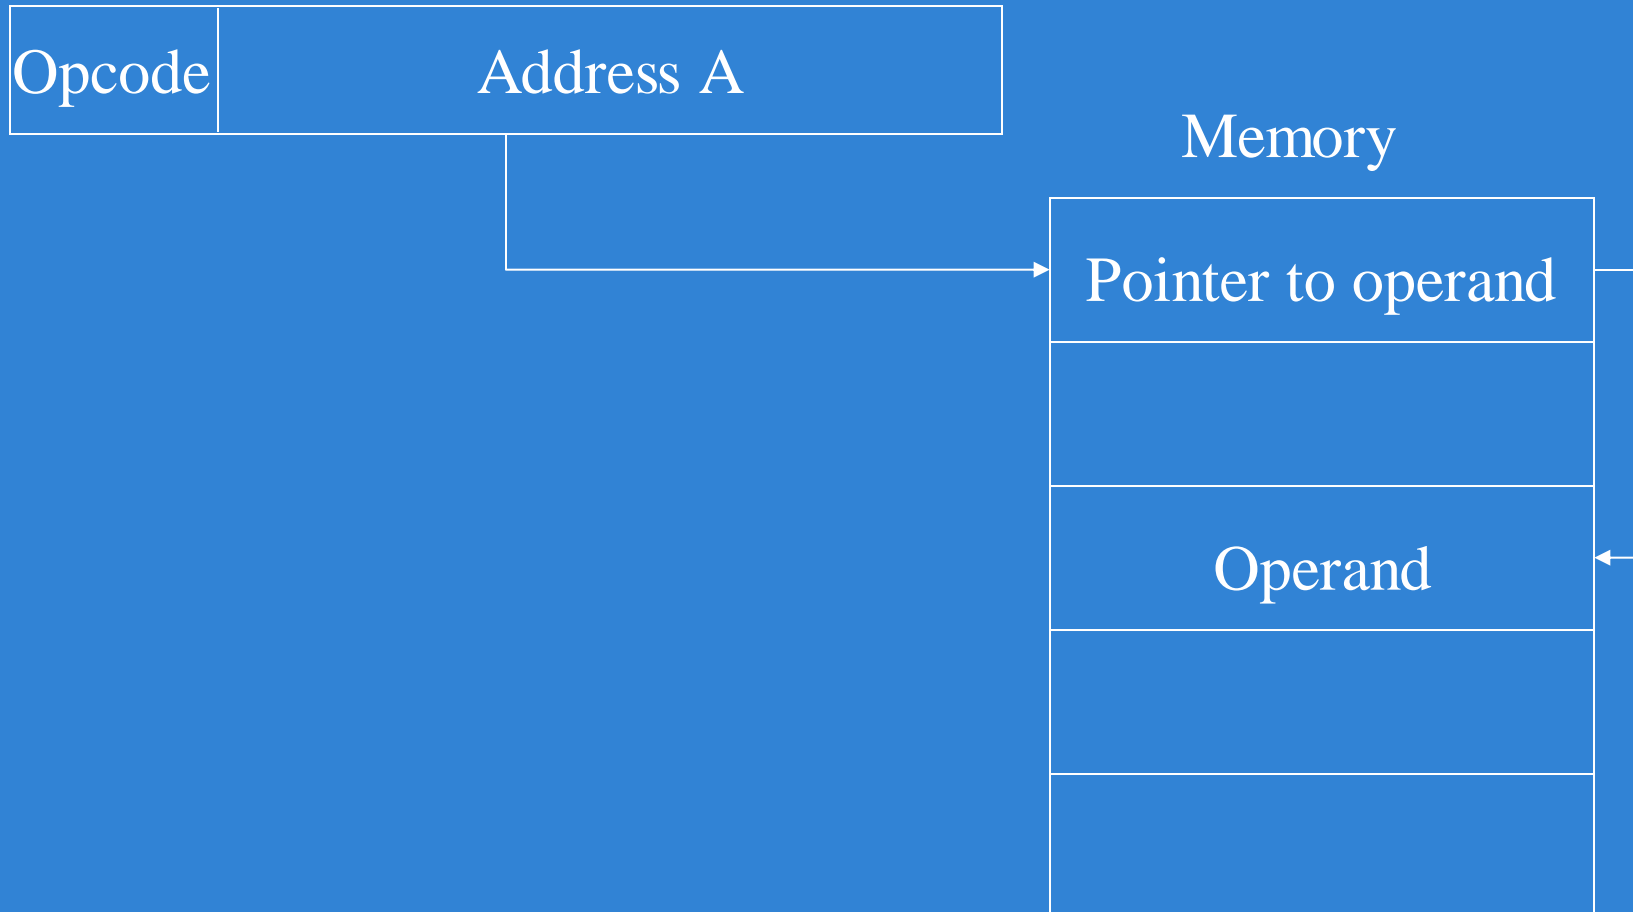 Opcode
Address A
Memory
Pointer to operand
Operand